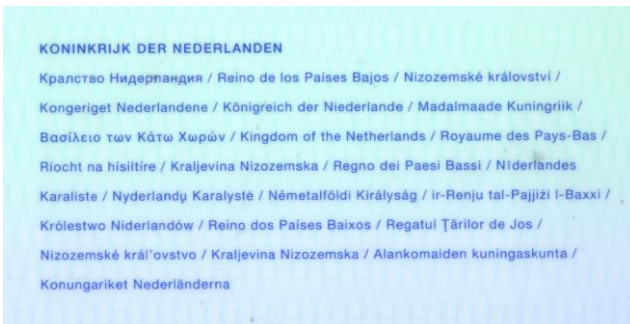 KONINKRIJK DER NEDERLANDEN
Кралство Нидерландия / Reino de los Países Bajos / Nizozemské království /
Kongeriget Nederlandene / Königreich der Niederlande / Madalmaade Kuningriik /
Βασίλειο των Κάτω Χωρών / Kingdom of the Netherlands / Royaume des Pays-Bas /
Ríocht na hísiltíre / Kraljevina Nizozemska / Regno dei Paesi Bassi / Nīderlandes
Karaliste / Nyderlandų Karalystė / Németalföldi Királyság / ir-Renju tal-Pajjiżi l-Baxxi /
Królestwo Niderlandów / Reino dos Países Baixos / Regatul Ţărilor de Jos /
Nizozemské kráľovstvo / Kraljevina Nizozemska / Alankomaiden kuningaskunta /
Konungariket Nederländerna